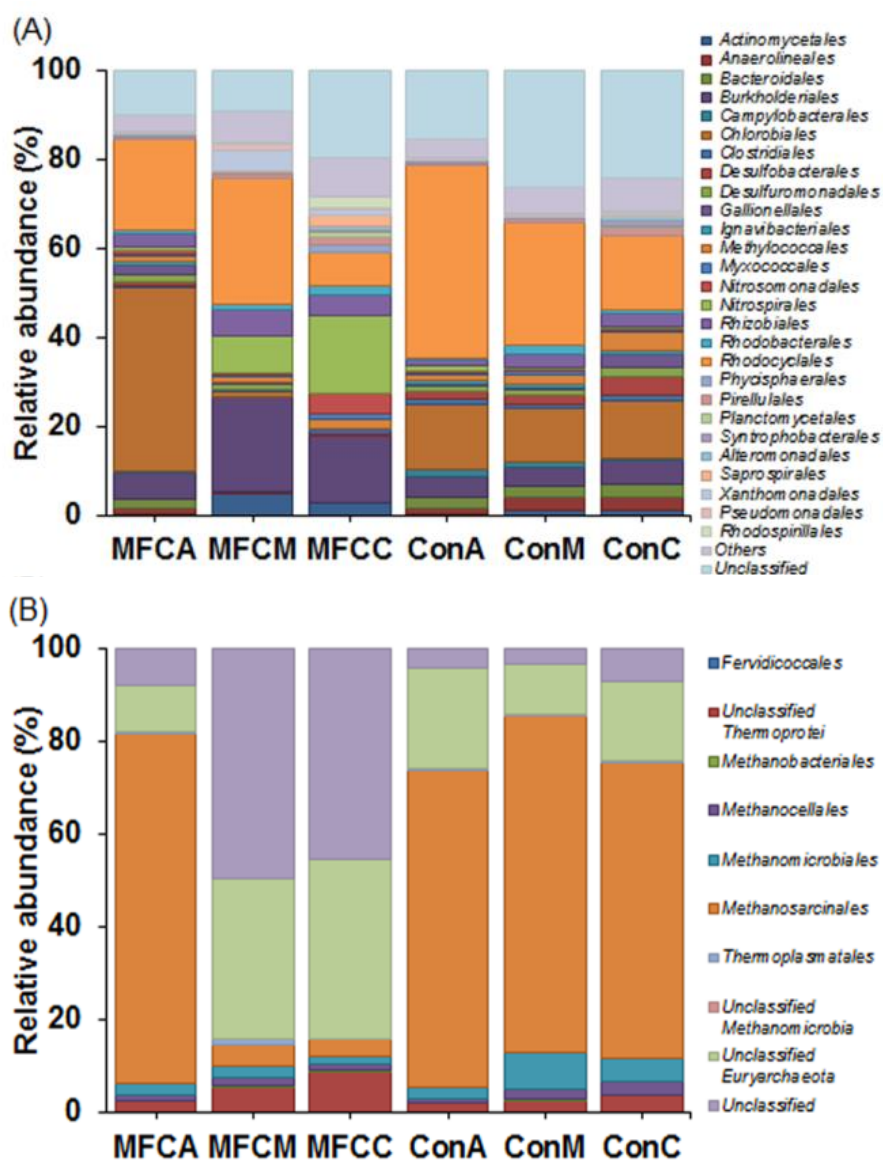 (A)
Relative abundance (%)
100
80
60
40
20
0
MFCA MFCM MFCC ConA ConM ConC
Actinomycetales
Anaerolineales
Bacteroidales
Burkholderiales
Campylobacterales
Chlorobiales
Clostridiales
Desulfobacterales
Desulfuromonadales
Gallionellales
Ignavibacteriales
Methylococcales
Myxococcales
Nitrosomonadales
Nitrospirales
Rhizobiales
Rhodobacterales
Rhodocyclales
Phycisphaerales
Pirellulales
Planctomycetales
Syntrophobacterales
Alteromonadales
Saprospirales
Xanthomonadales
Pseudomonadales
Rhodospirillales
Others
Unclassified
(B)
Relative abundance (%)
100
80
60
40
20
0
MFCA MFCM MFCC ConA ConM ConC
Fervidicoccales
Unclassified
Thermoprotei
Methanobacteriales
Methanocellales
Methanomicrobiales
Methanosarcinales
Thermoplasmatales
Unclassified
Methanomicrobia
Unclassified
Euryarchaeota
Unclassified